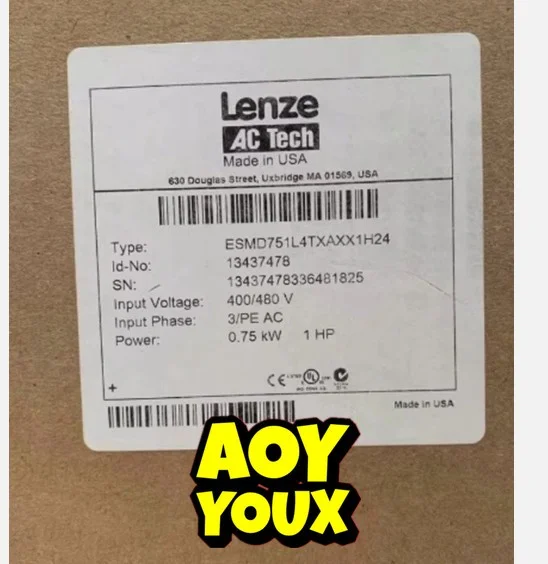 Lenze
AC Tech
Made in USA
630 Douglas Street, Uxbridge MA 01569, USA
Type: ESMD751L4TXAXX1H24
Id-No: 13437478
SN: 13437478336481825
Input Voltage: 400/480 V
Input Phase: 3/PE AC
Power: 0.75 kW 1 HP
CE UL
Made in USA
AOY
YOUX